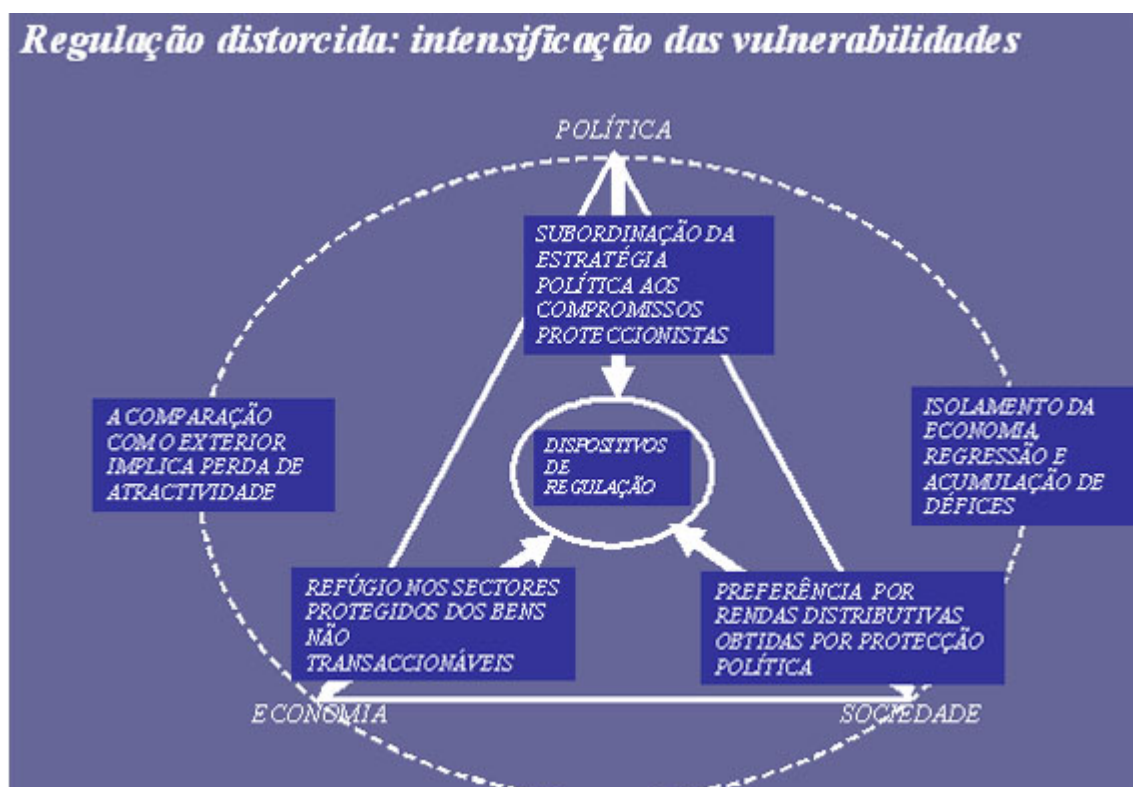 Regulação distorcida: intensificação das vulnerabilidades
POLÍTICA
SUBORDINAÇÃO DA
ESTRATÉGIA
POLÍTICA AOS
COMPROMISSOS
PROTECCIONISTAS
A COMPARAÇÃO
COM O EXTERIOR
IMPLICA PERDA DE
ATRACTIVIDADE
DISPOSITIVOS
DE
REGULAÇÃO
ISOLAMENTO DA
ECONOMIA,
REGRESSÃO E
ACUMULAÇÃO DE
DÉFICES
REFÚGIO NOS SECTORES
PROTEGIDOS DOS BENS
NÃO
TRANSACCIONÁVEIS
PREFERÊNCIA POR
RENDAS DISTRIBUTIVAS
OBTIDAS POR PROTECÇÃO
POLÍTICA
ECONOMIA
SOCIEDADE